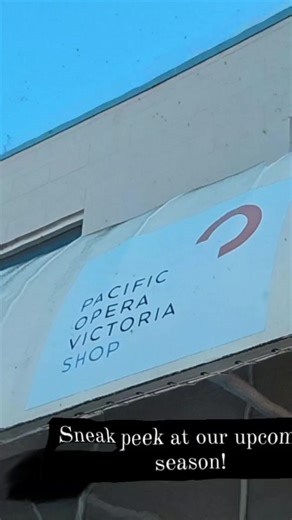 PACIFIC
OPERA
VICTORIA
SHOP
Sneak peek at our upcom
season!